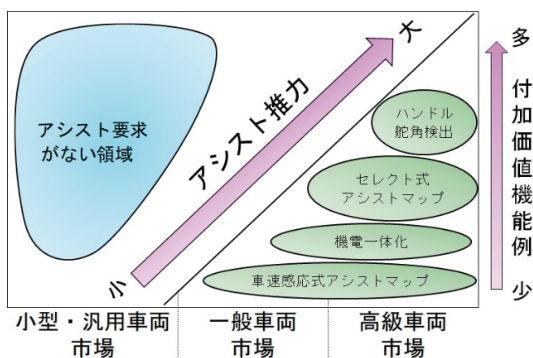 アシスト要求
がない領域
アシスト推力
大
小
ハンドル
舵角検出
セレクト式
アシストマップ
機電一体化
車速感応式アシストマップ
多
付加価値機能例
少
小型・汎用車両
市場
一般車両
市場
高級車両
市場